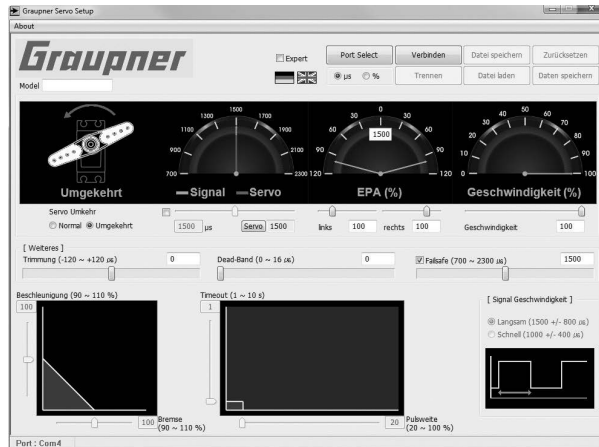 Graupner Servo Setup
About
Graupner
Model
Expert
Port Select
Verbinden
Datei speichern
Zurücksetzen
µs
%
Trennen
Datei laden
Daten speichern
700
900
1100
1300
1500
1700
1900
2100
2300
Signal
Servo
120
90
60
30
0
30
60
90
120
1500
EPA (%)
0
10
20
30
40
50
60
70
80
90
100
Geschwindigkeit (%)
Umgekehrt
Servo Umkehr
Normal
Umgekehrt
1500 µs
Servo 1500
links 100
rechts 100
Geschwindigkeit 100
[ Weiteres ]
Trimmung (-120 ~ +120 µs) 0
Dead-Band (0 ~ 16 µs) 0
Failsafe (700 ~ 2300 µs) 1500
Beschleunigung (90 ~ 110 %)
100
Timeout (1 ~ 10 s)
1
[ Signal Geschwindigkeit ]
Langsam (1500 +/- 800 µs)
Schnell (1000 +/- 400 µs)
100 Bremse
(90 ~ 110 %)
20 Pulsweite
(20 ~ 100 %)
Port : Com4